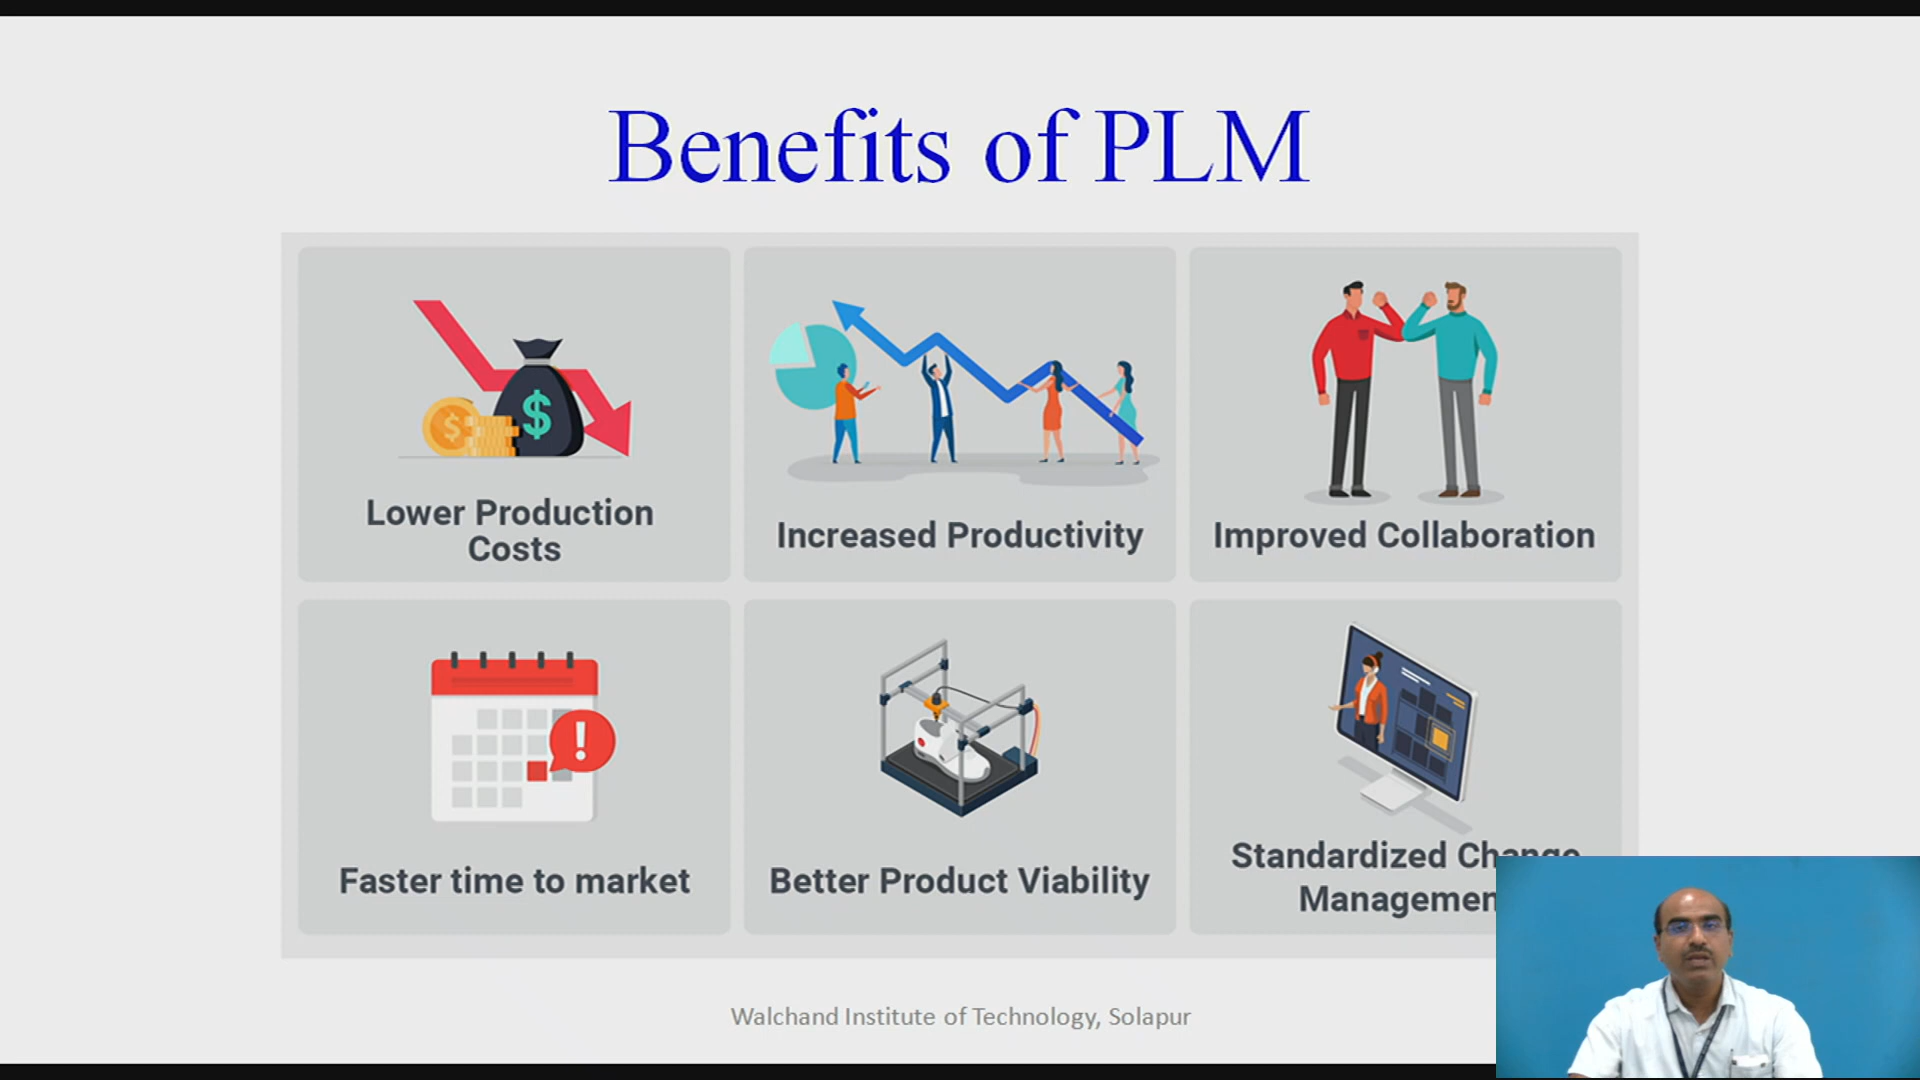 Benefits of PLM
$
$
Lower Production
Costs
Increased Productivity
Improved Collaboration
!
Faster time to market
Better Product Viability
Standardized Change
Managemen
Walchand Institute of Technology, Solapur